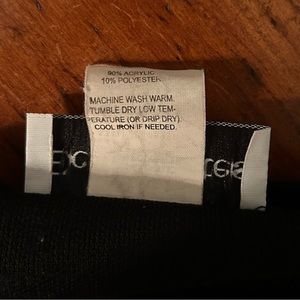 90% ACRYLIC
10% POLYESTER
MACHINE WASH WARM.
TUMBLE DRY LOW TEM-
PERATURE (OR DRIP DRY).
COOL IRON IF NEEDED.
Exc